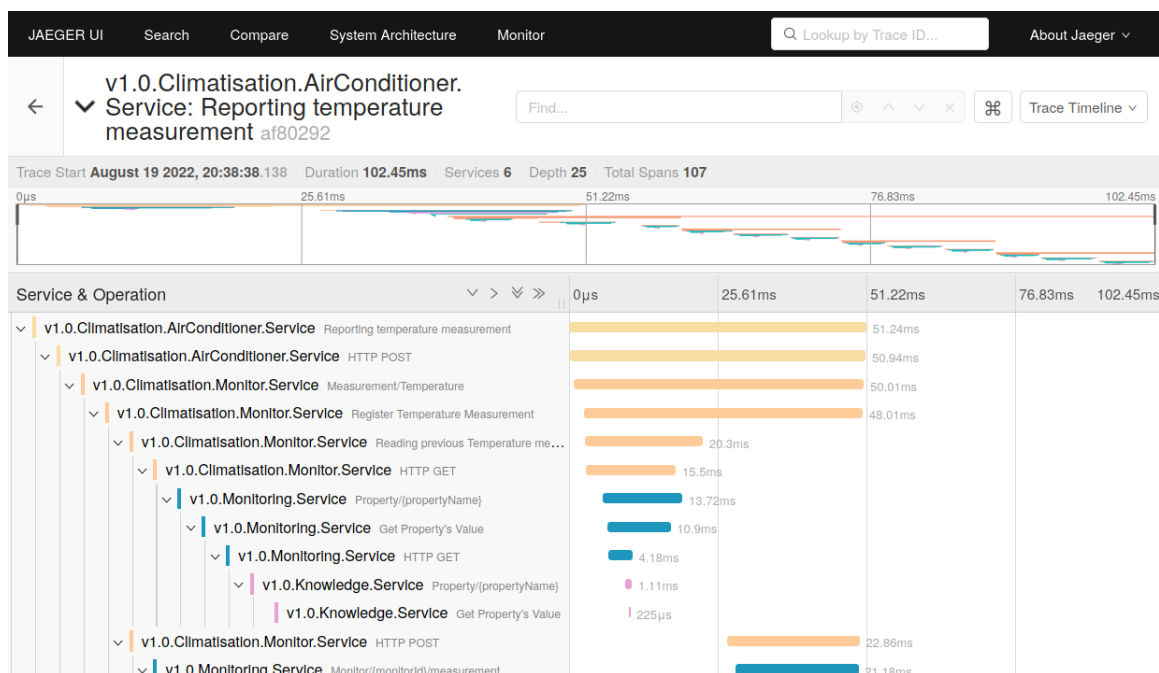 JAEGER UI Search Compare System Architecture Monitor Lookup by Trace ID... About Jaeger
v1.0.Climatisation.AirConditioner.
Service: Reporting temperature
measurement af80292
Find...
⌘
Trace Timeline
Trace Start August 19 2022, 20:38:38.138 Duration 102.45ms Services 6 Depth 25 Total Spans 107
0μs 25.61ms 51.22ms 76.83ms 102.45ms
Service & Operation 0μs 25.61ms 51.22ms 76.83ms 102.45ms
v1.0.Climatisation.AirConditioner.Service Reporting temperature measurement 51.24ms
v1.0.Climatisation.AirConditioner.Service HTTP POST 50.94ms
v1.0.Climatisation.Monitor.Service Measurement/Temperature 50.01ms
v1.0.Climatisation.Monitor.Service Register Temperature Measurement 48.01ms
v1.0.Climatisation.Monitor.Service Reading previous Temperature me... 20.3ms
v1.0.Climatisation.Monitor.Service HTTP GET 15.5ms
v1.0.Monitoring.Service Property/{propertyName} 13.72ms
v1.0.Monitoring.Service Get Property's Value 10.9ms
v1.0.Monitoring.Service HTTP GET 4.18ms
v1.0.Knowledge.Service Property/{propertyName} 1.11ms
v1.0.Knowledge.Service Get Property's Value 225μs
v1.0.Climatisation.Monitor.Service HTTP POST 22.86ms
v1.0.Monitoring.Service Monitor/{monitorId}/measurement 21.18ms